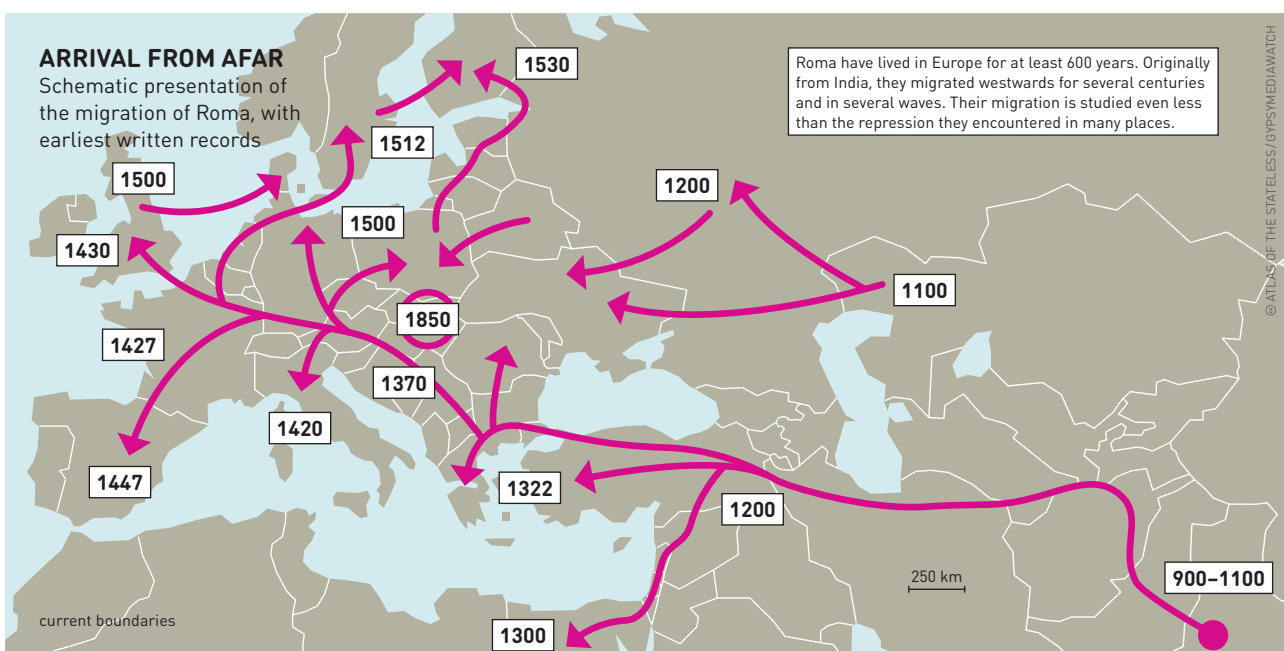 ARRIVAL FROM AFAR
Schematic presentation of
the migration of Roma, with
earliest written records
Roma have lived in Europe for at least 600 years. Originally
from India, they migrated westwards for several centuries
and in several waves. Their migration is studied even less
than the repression they encountered in many places.
© ATLAS OF THE STATELESS/GYPSYMEDIAWATCH
1530
1512
1500
1200
1500
1430
1100
1850
1427
1370
1420
1447
1322
1200
900–1100
250 km
current boundaries
1300